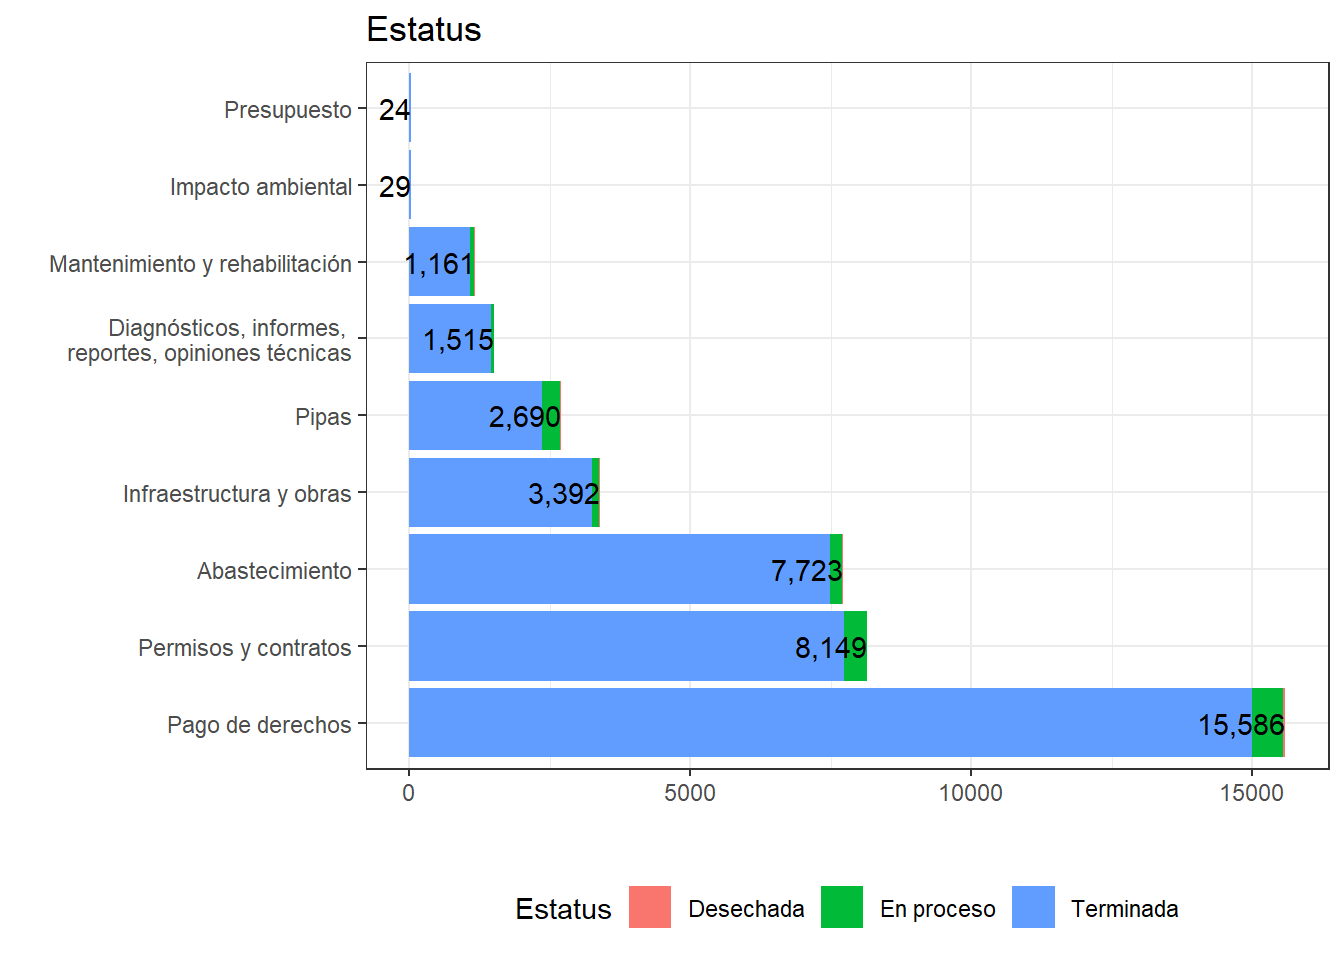 Estatus
Presupuesto
24
Impacto ambiental
29
Mantenimiento y rehabilitación
1,161
Diagnósticos, informes,
reportes, opiniones técnicas
1,515
Pipas
2,690
Infraestructura y obras
3,392
Abastecimiento
7,723
Permisos y contratos
8,149
Pago de derechos
15,586
0 5000 10000 15000
Estatus Desechada En proceso Terminada